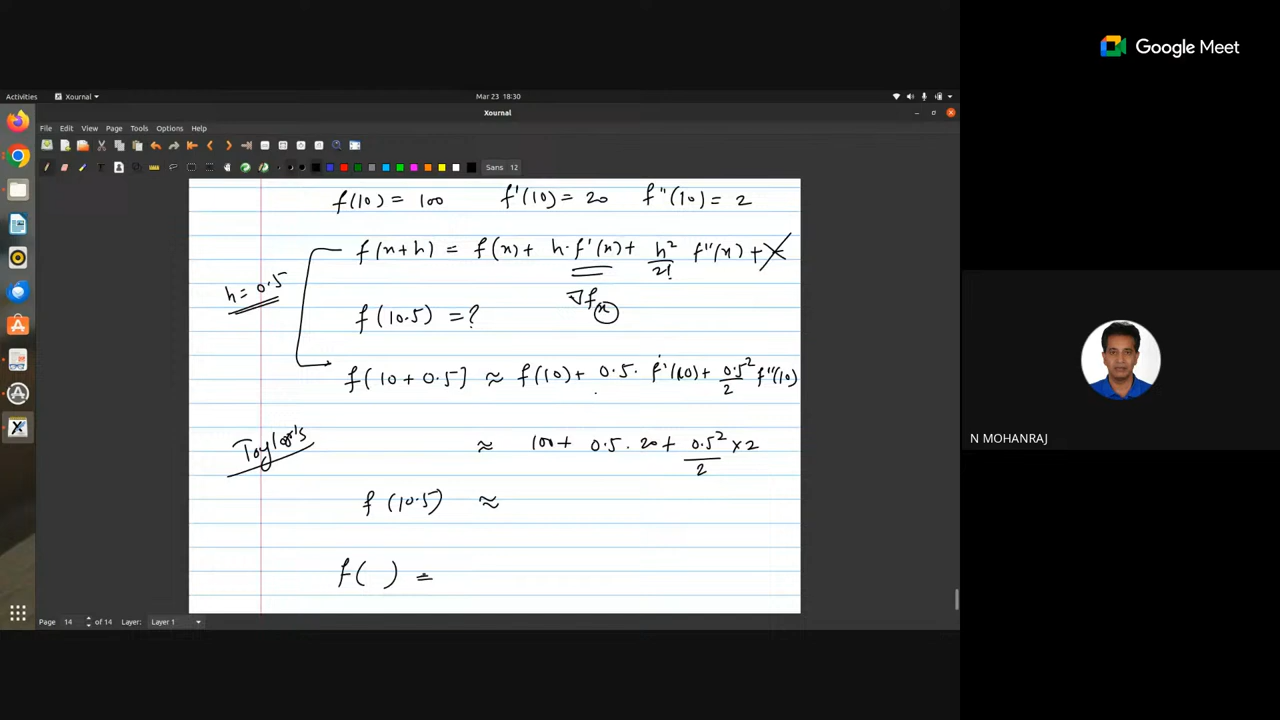 Google Meet
Activities Xournal Mar 23 18:30
Xournal
File Edit View Page Tools Options Help
Sans 12
f(10) = 100 f'(10) = 20 f"(10) = 2
f(x+h) = f(x) + h·f'(x) + h²/2! f"(x) +
∇f x
h = 0.5
f(10.5) = ?
f(10 + 0.5) ≈ f(10) + 0.5 · f'(10) + 0.5²/2 f"(10)
Taylor's
≈ 100 + 0.5 · 20 + 0.5²/2 × 2
f(10.5) ≈
f( ) =
N MOHANRAJ
Page 14 of 14 Layer: Layer 1